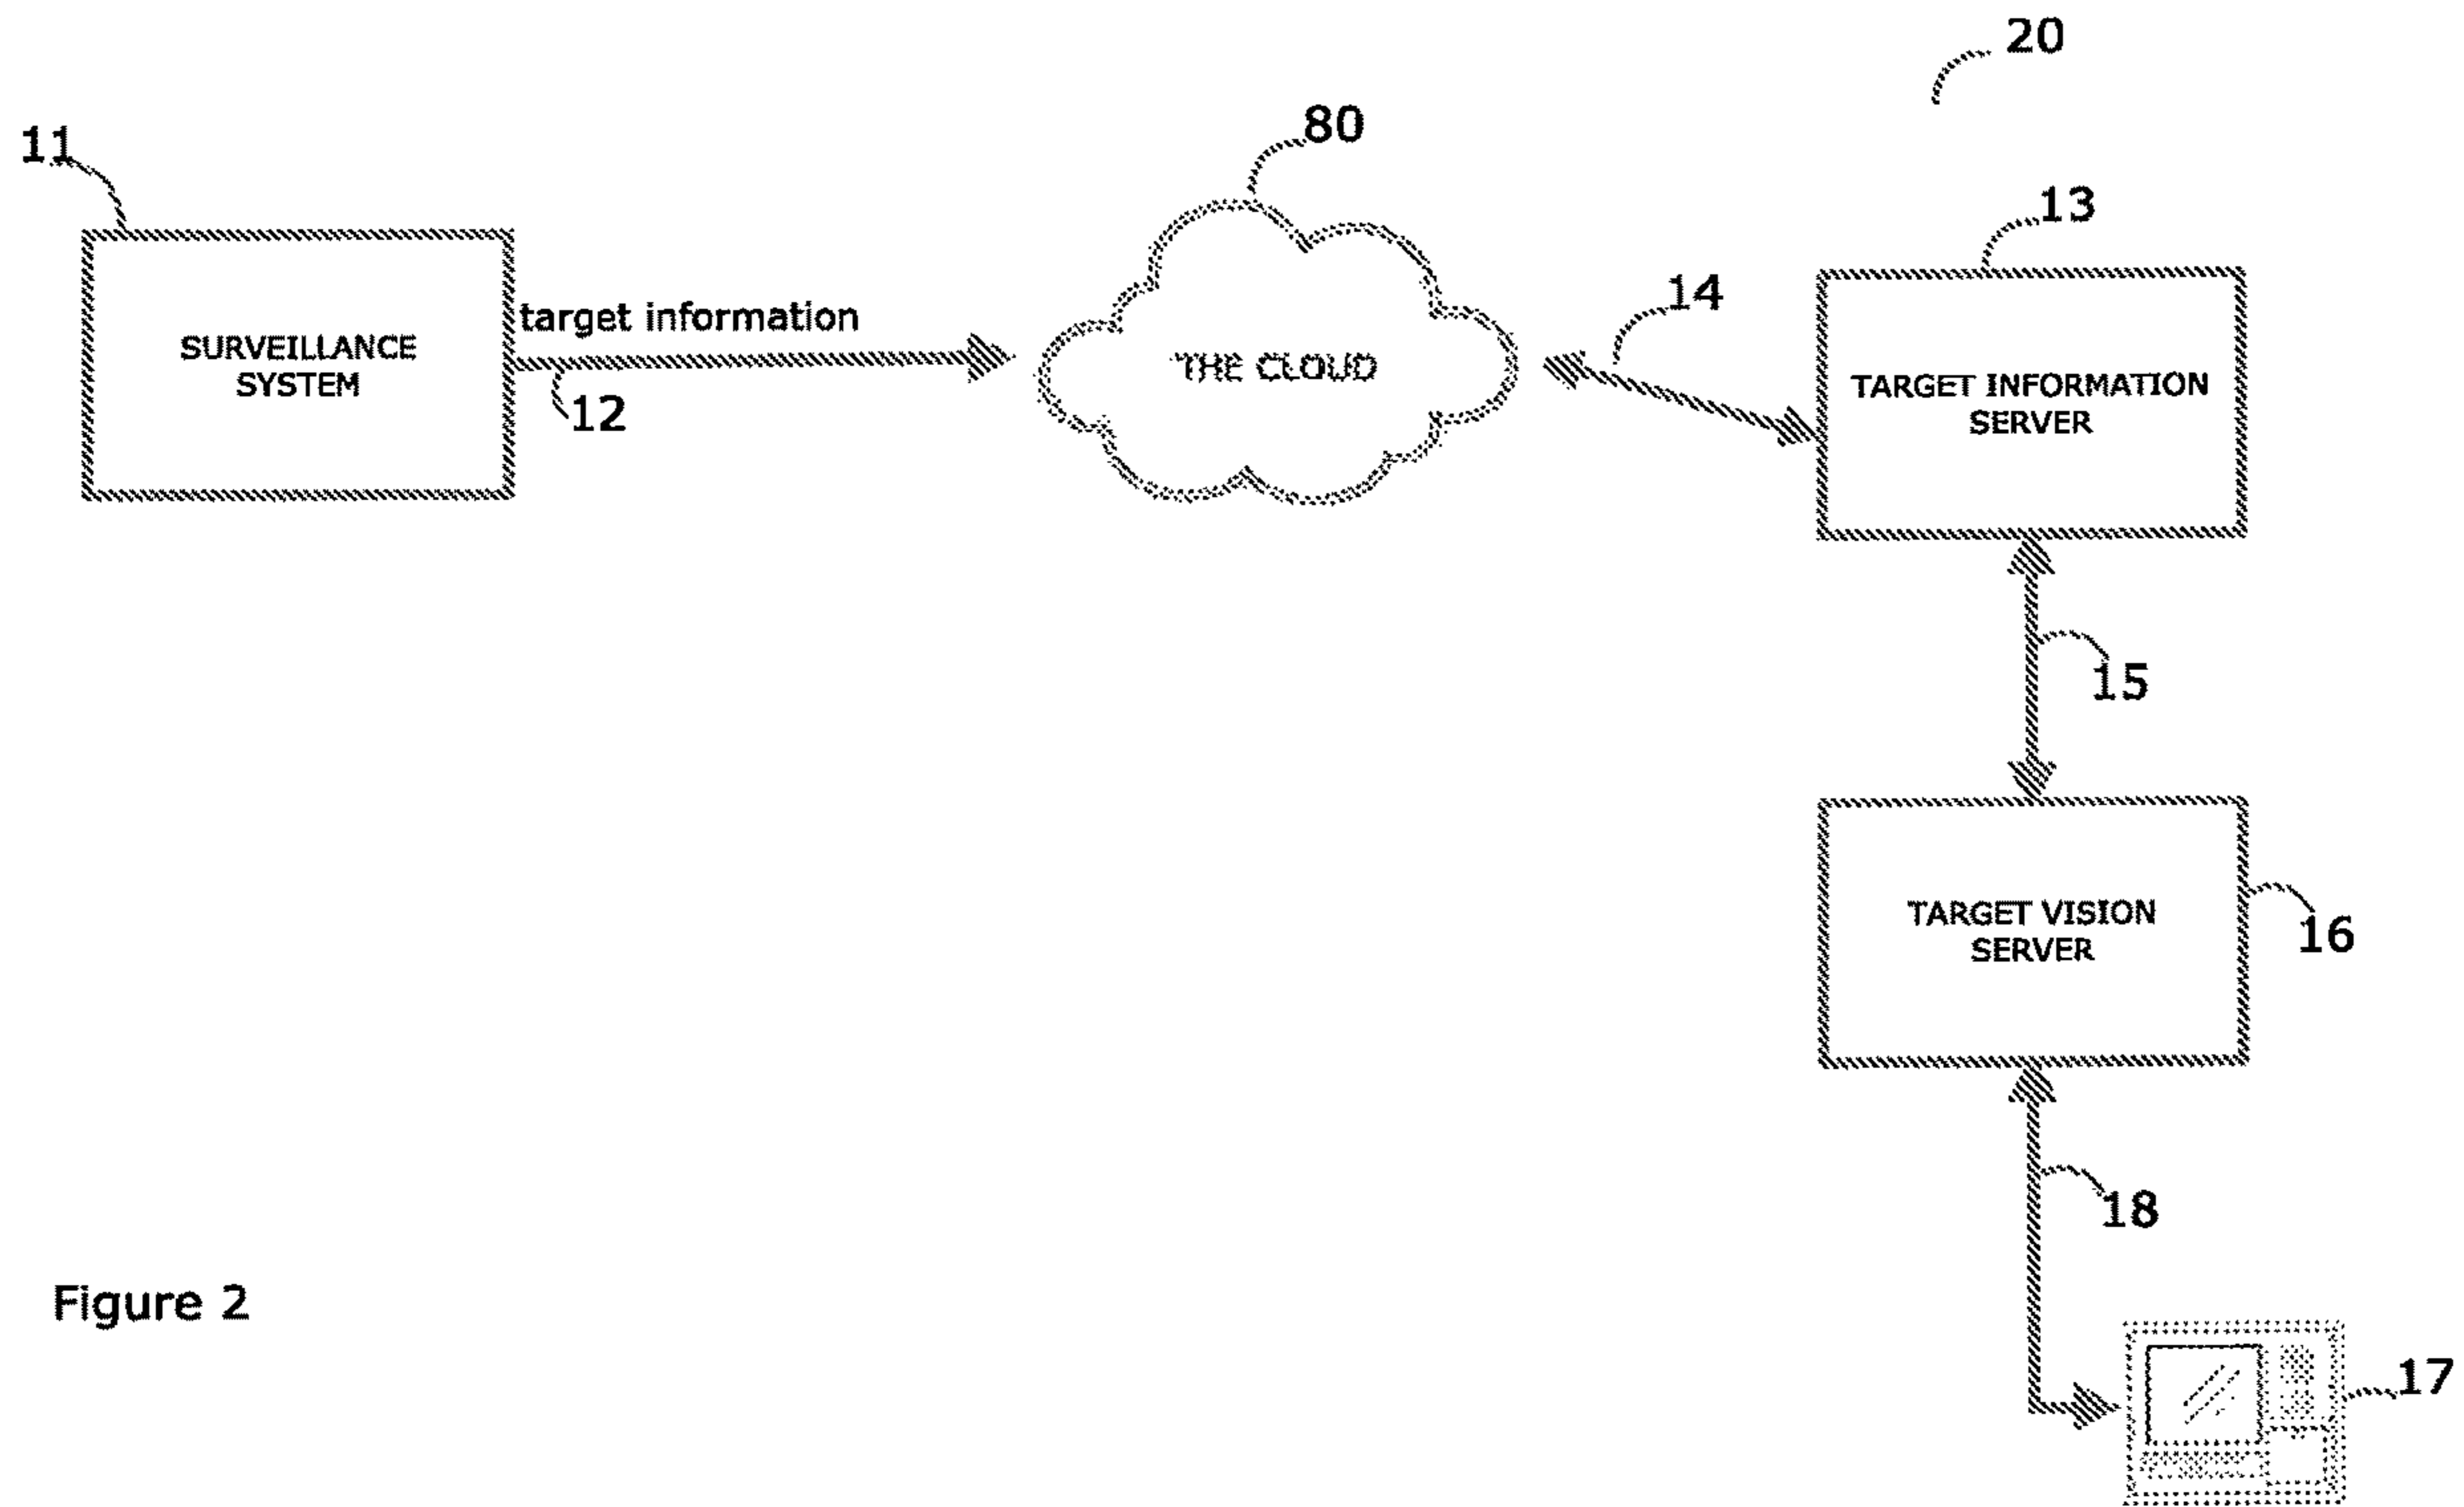 20
80
11
13
14
target information
SURVEILLANCE
SYSTEM
THE CLOUD
TARGET INFORMATION
SERVER
12
15
TARGET VISION
SERVER
16
18
Figure 2
17